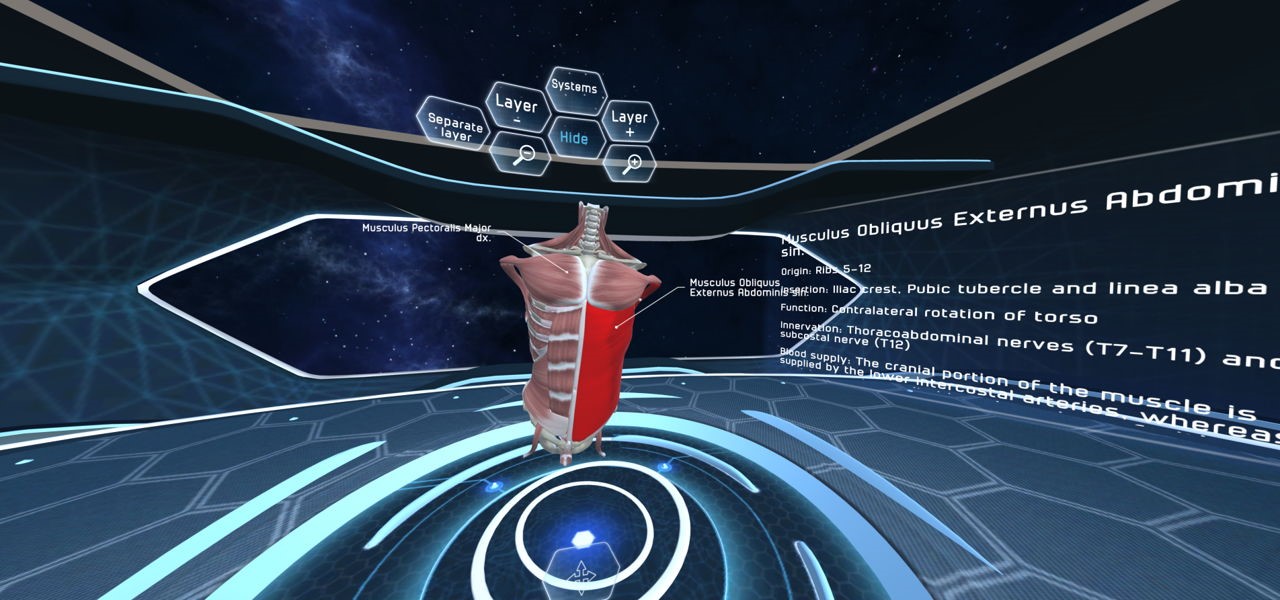 Systems
Layer
-
Layer
+
Separate
layer
Hide
Musculus Pectoralis Major
dx.
Musculus Obliquus
Externus Abdominis sin.
Musculus Obliquus Externus Abdomi
sin.
Origin: Ribs 5-12
Insertion: Iliac crest, Pubic tubercle and linea alba
Function: Contralateral rotation of torso
Innervation: Thoracoabdominal nerves (T7-T11) and
subcostal nerve (T12)
Blood supply: The cranial portion of the muscle is
supplied by the lower intercostal arteries, whereas